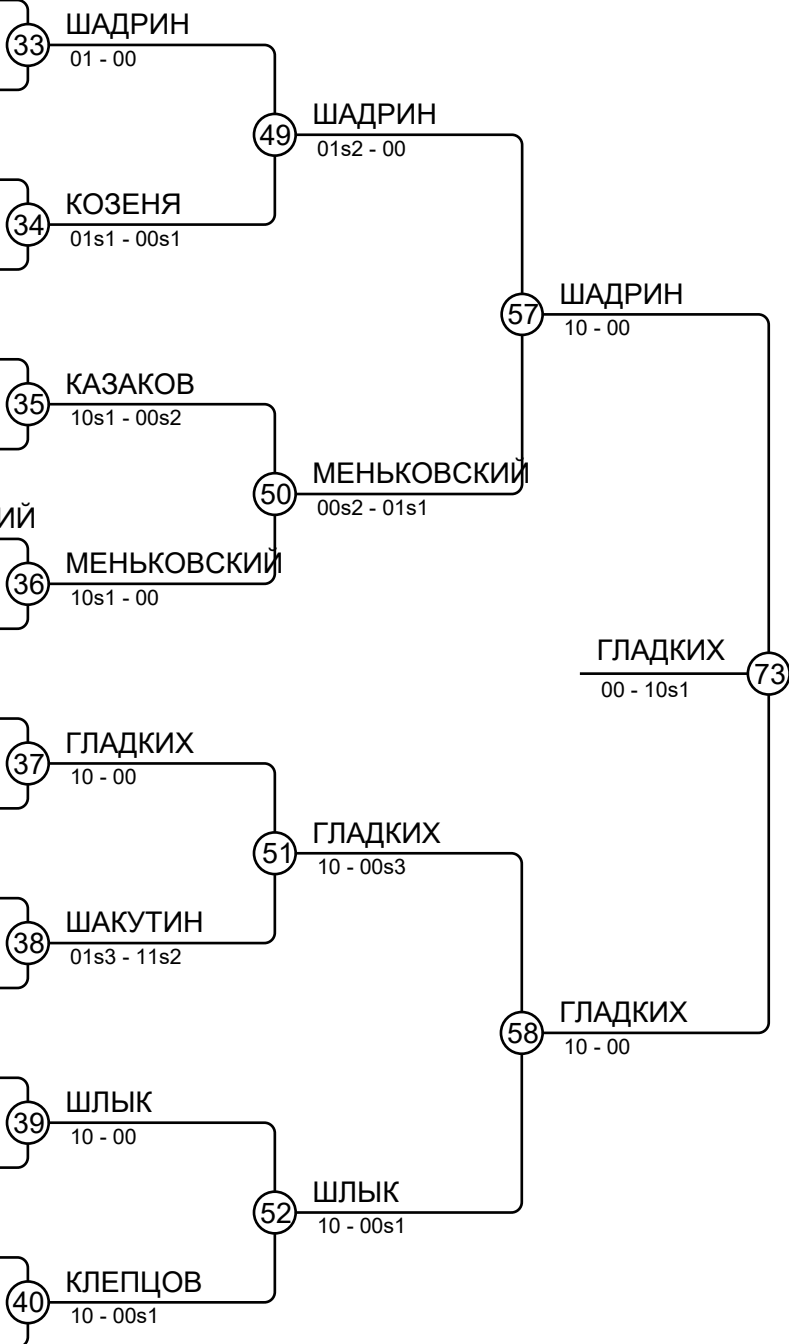 ШАДРИН
33
01 - 00
ШАДРИН
49
01s2 - 00
КОЗЕНЯ
34
01s1 - 00s1
ШАДРИН
57
10 - 00
КАЗАКОВ
35
10s1 - 00s2
МЕНЬКОВСКИЙ
50
00s2 - 01s1
ИЙ
МЕНЬКОВСКИЙ
36
10s1 - 00
ГЛАДКИХ
73
00 - 10s1
ГЛАДКИХ
37
10 - 00
ГЛАДКИХ
51
10 - 00s3
ШАКУТИН
38
01s3 - 11s2
ГЛАДКИХ
58
10 - 00
ШЛЫК
39
10 - 00
ШЛЫК
52
10 - 00s1
КЛЕПЦОВ
40
10 - 00s1